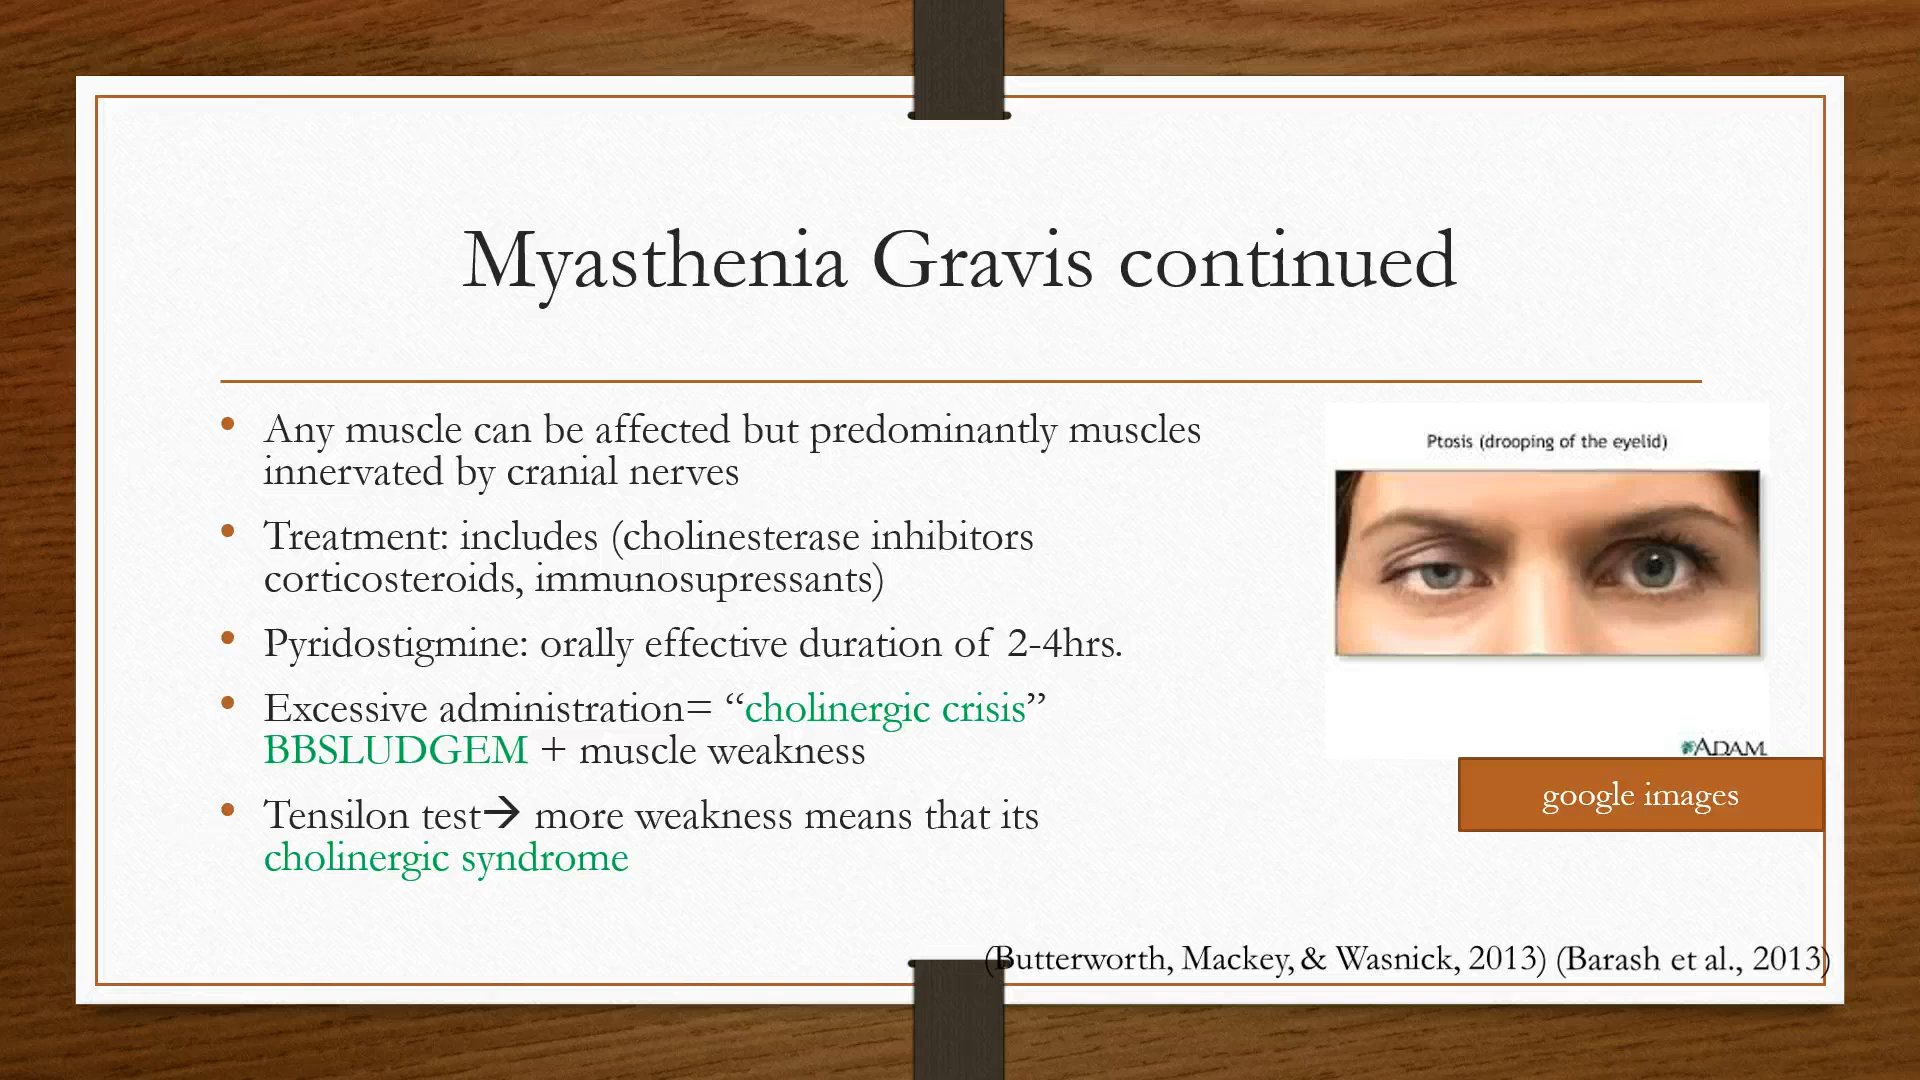 Myasthenia Gravis continued
• Any muscle can be affected but predominantly muscles
innervated by cranial nerves
• Treatment: includes (cholinesterase inhibitors
corticosteroids, immunosupressants)
• Pyridostigmine: orally effective duration of 2-4hrs.
• Excessive administration= “cholinergic crisis”
BBSLUDGEM + muscle weakness
• Tensilon test→ more weakness means that its
cholinergic syndrome
Ptosis (drooping of the eyelid)
ADAM.
google images
(Butterworth, Mackey, & Wasnick, 2013) (Barash et al., 2013)